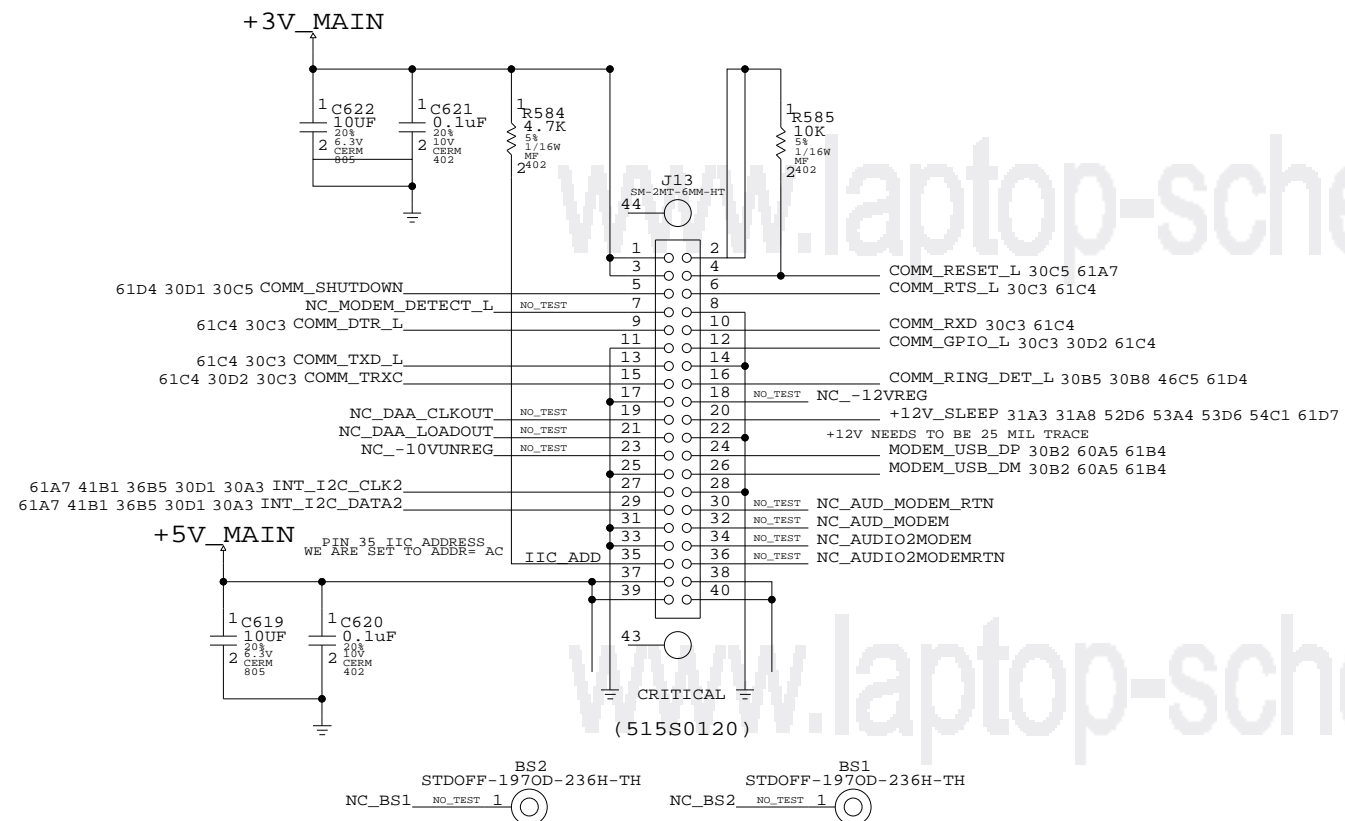 +3V_MAIN
1 C622 10UF 20% 6.3V CERM 805 2
1 C621 0.1uF 20% 10V CERM 402 2
1 R584 4.7K 5% 1/16W MF 402 2
1 R585 10K 5% 1/16W MF 402 2
www.laptop-sche
J13
SM-2MT-6MM-HT
44
1 2
3 4 COMM_RESET_L 30C5 61A7
61D4 30D1 30C5 COMM_SHUTDOWN 5 6 COMM_RTS_L 30C3 61C4
NC_MODEM_DETECT_L NO_TEST 7 8
61C4 30C3 COMM_DTR_L 9 10 COMM_RXD 30C3 61C4
11 12 COMM_GPIO_L 30C3 30D2 61C4
61C4 30C3 COMM_TXD_L 13 14
61C4 30D2 30C3 COMM_TRXC 15 16 COMM_RING_DET_L 30B5 30B8 46C5 61D4
17 18 NO_TEST NC_-12VREG
NC_DAA_CLKOUT NO_TEST 19 20 +12V_SLEEP 31A3 31A8 52D6 53A4 53D6 54C1 61D7
NC_DAA_LOADOUT NO_TEST 21 22 +12V NEEDS TO BE 25 MIL TRACE
NC_-10VUNREG NO_TEST 23 24 MODEM_USB_DP 30B2 60A5 61B4
25 26 MODEM_USB_DM 30B2 60A5 61B4
61A7 41B1 36B5 30D1 30A3 INT_I2C_CLK2 27 28
61A7 41B1 36B5 30D1 30A3 INT_I2C_DATA2 29 30 NO_TEST NC_AUD_MODEM_RTN
31 32 NO_TEST NC_AUD_MODEM
+5V_MAIN
PIN 35 IIC ADDRESS
WE ARE SET TO ADDR= AC
33 34 NO_TEST NC_AUDIO2MODEM
IIC_ADD 35 36 NO_TEST NC_AUDIO2MODEMRTN
37 38
39 40
1 C619 10UF 20% 6.3V CERM 805 2
1 C620 0.1uF 20% 10V CERM 402 2
43
www.laptop-sche
CRITICAL
(515S0120)
BS2
STDOFF-197OD-236H-TH
NC_BS1 NO_TEST 1
BS1
STDOFF-197OD-236H-TH
NC_BS2 NO_TEST 1